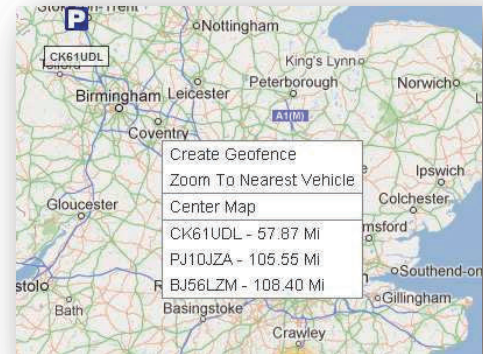 P
Nottingham
CK61UDL
King's Lynn
Peterborough
Norwich
Birmingham
Leicester
A1(M)
Coventry
Create Geofence
Zoom To Nearest Vehicle
Center Map
CK61UDL - 57.87 Mi
PJ10JZA - 105.55 Mi
BJ56LZM - 108.40 Mi
Ipswich
Colchester
Gloucester
msford
Southend-on
Gillingham
Bath
Basingstoke
Crawley